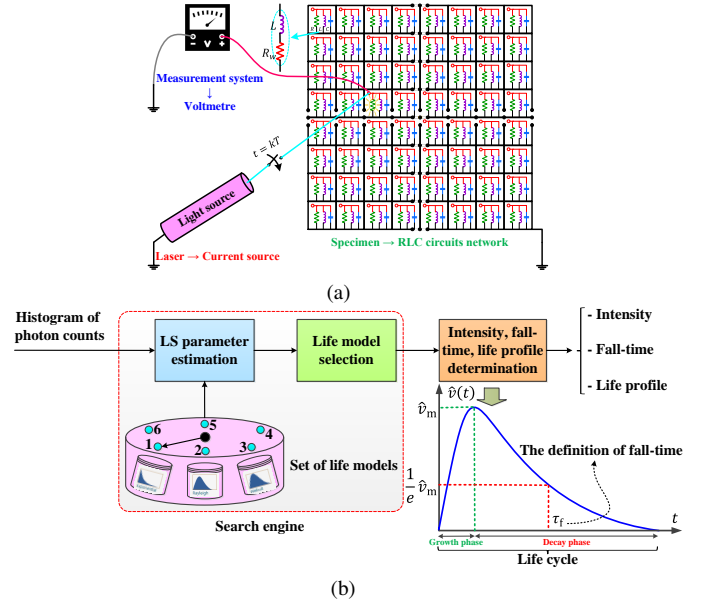 - V +
L
R_w
Measurement system
↓
Voltmetre
τ = kT
Light source
Laser → Current source
Specimen → RLC circuits network
(a)
Histogram of
photon counts
LS parameter
estimation
Life model
selection
Intensity, fall-
time, life profile
determination
- Intensity
- Fall-time
- Life profile
6
5
4
1
2
3
Set of life models
Search engine
v̂(t)
v̂_m
The definition of fall-time
1/e v̂_m
τ_f
t
Growth phase
Decay phase
Life cycle
(b)